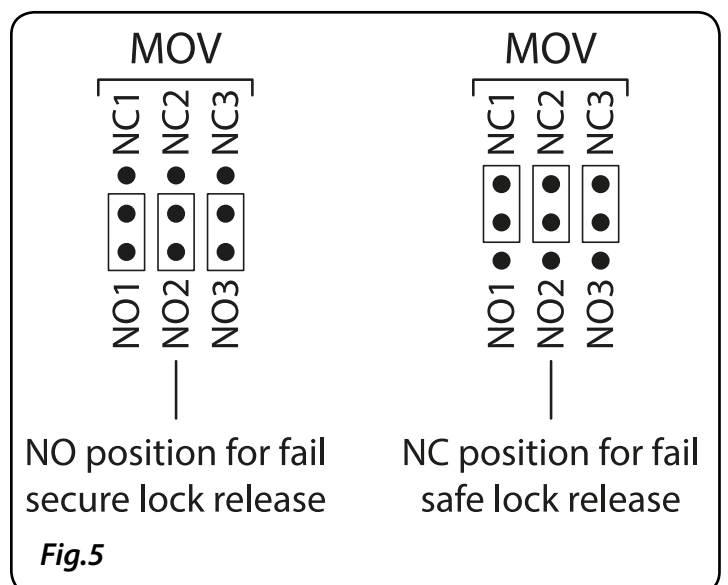 MOV
NC1 NC2 NC3
NO1 NO2 NO3
NO position for fail
secure lock release
MOV
NC1 NC2 NC3
NO1 NO2 NO3
NC position for fail
safe lock release
Fig.5